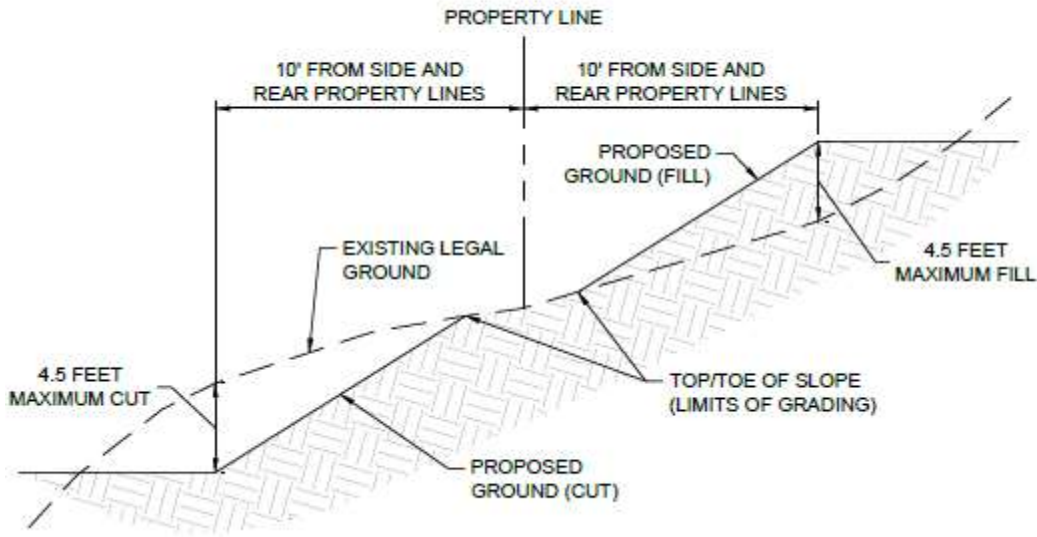 PROPERTY LINE
10' FROM SIDE AND
REAR PROPERTY LINES
10' FROM SIDE AND
REAR PROPERTY LINES
PROPOSED
GROUND (FILL)
EXISTING LEGAL
GROUND
4.5 FEET
MAXIMUM FILL
4.5 FEET
MAXIMUM CUT
TOP/TOE OF SLOPE
(LIMITS OF GRADING)
PROPOSED
GROUND (CUT)